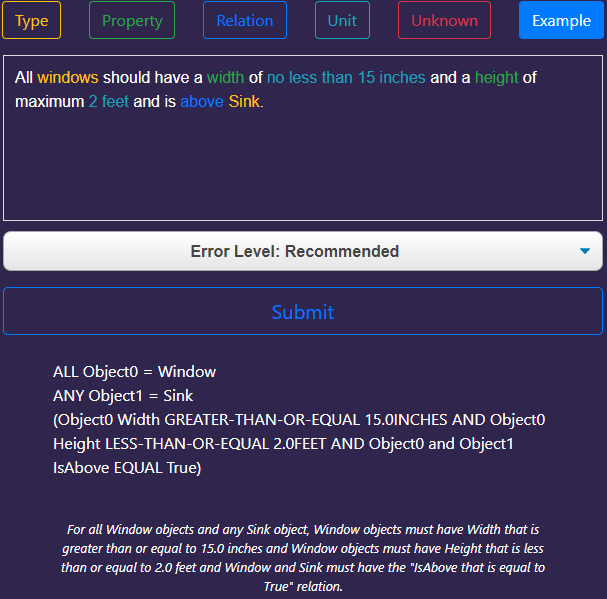 Type Property Relation Unit Unknown Example
All windows should have a width of no less than 15 inches and a height of
maximum 2 feet and is above Sink.
Error Level: Recommended
Submit
ALL Object0 = Window
ANY Object1 = Sink
(Object0 Width GREATER-THAN-OR-EQUAL 15.0INCHES AND Object0
Height LESS-THAN-OR-EQUAL 2.0FEET AND Object0 and Object1
IsAbove EQUAL True)
For all Window objects and any Sink object, Window objects must have Width that is
greater than or equal to 15.0 inches and Window objects must have Height that is less
than or equal to 2.0 feet and Window and Sink must have the "IsAbove that is equal to
True" relation.